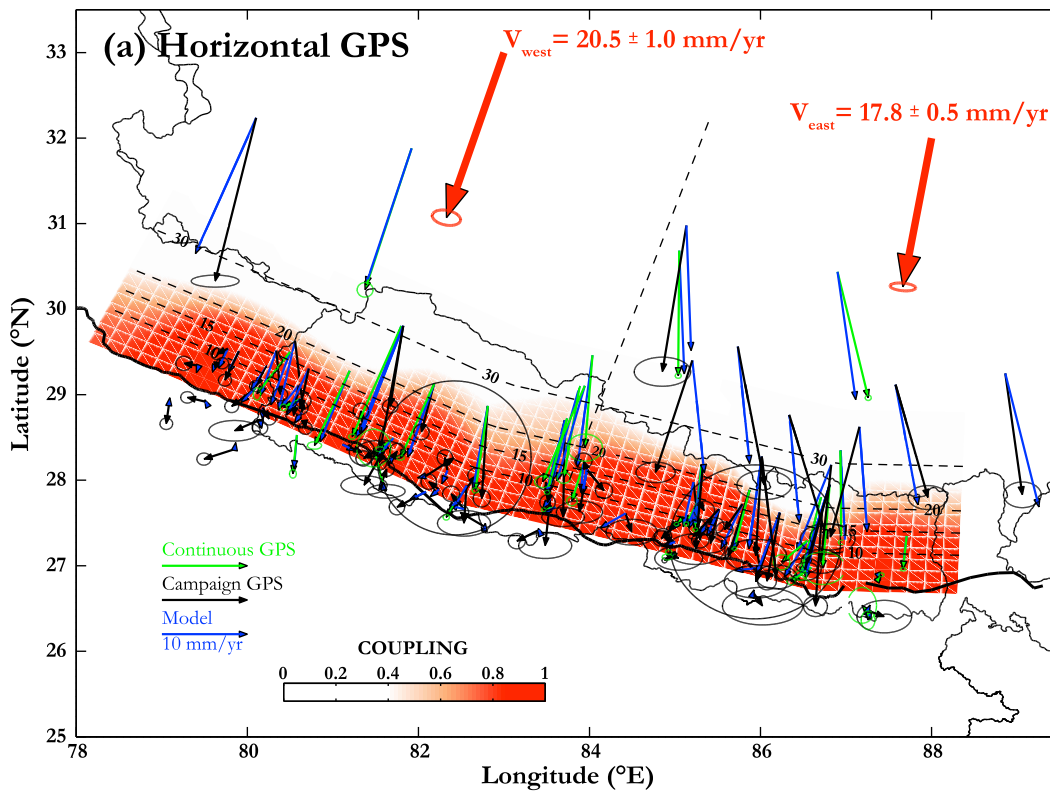 (a) Horizontal GPS
V_west = 20.5 ± 1.0 mm/yr
V_east = 17.8 ± 0.5 mm/yr
33
32
31
30
29
28
27
26
25
Latitude (°N)
30
20
15
10
30
20
15
10
30
20
15
10
Continuous GPS
Campaign GPS
Model
10 mm/yr
COUPLING
0 0.2 0.4 0.6 0.8 1
78 80 82 84 86 88
Longitude (°E)